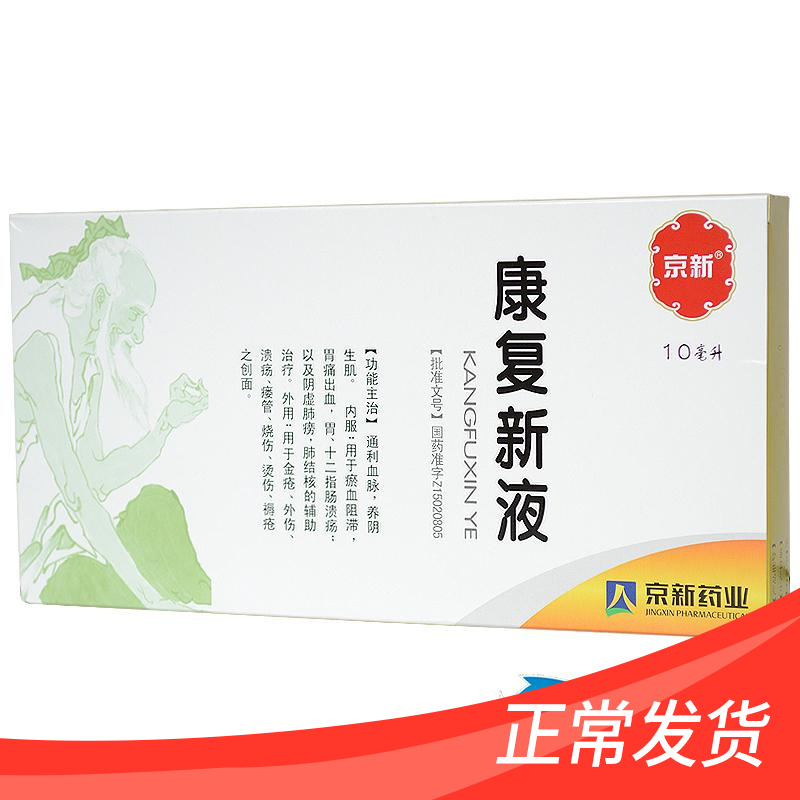 京新®
10毫升
康复新液
KANGFUXIN YE
【批准文号】国药准字Z15020805
【功能主治】通利血脉，养阴
生肌。内服：用于瘀血阻滞，
胃痛出血，胃、十二指肠溃疡；
以及阴虚肺痨，肺结核的辅助
治疗。外用：用于金疮、外伤、
溃疡、瘘管、烧伤、烫伤、褥疮
之创面。
京新药业
JINGXIN PHARMACEUTICAL
正常发货